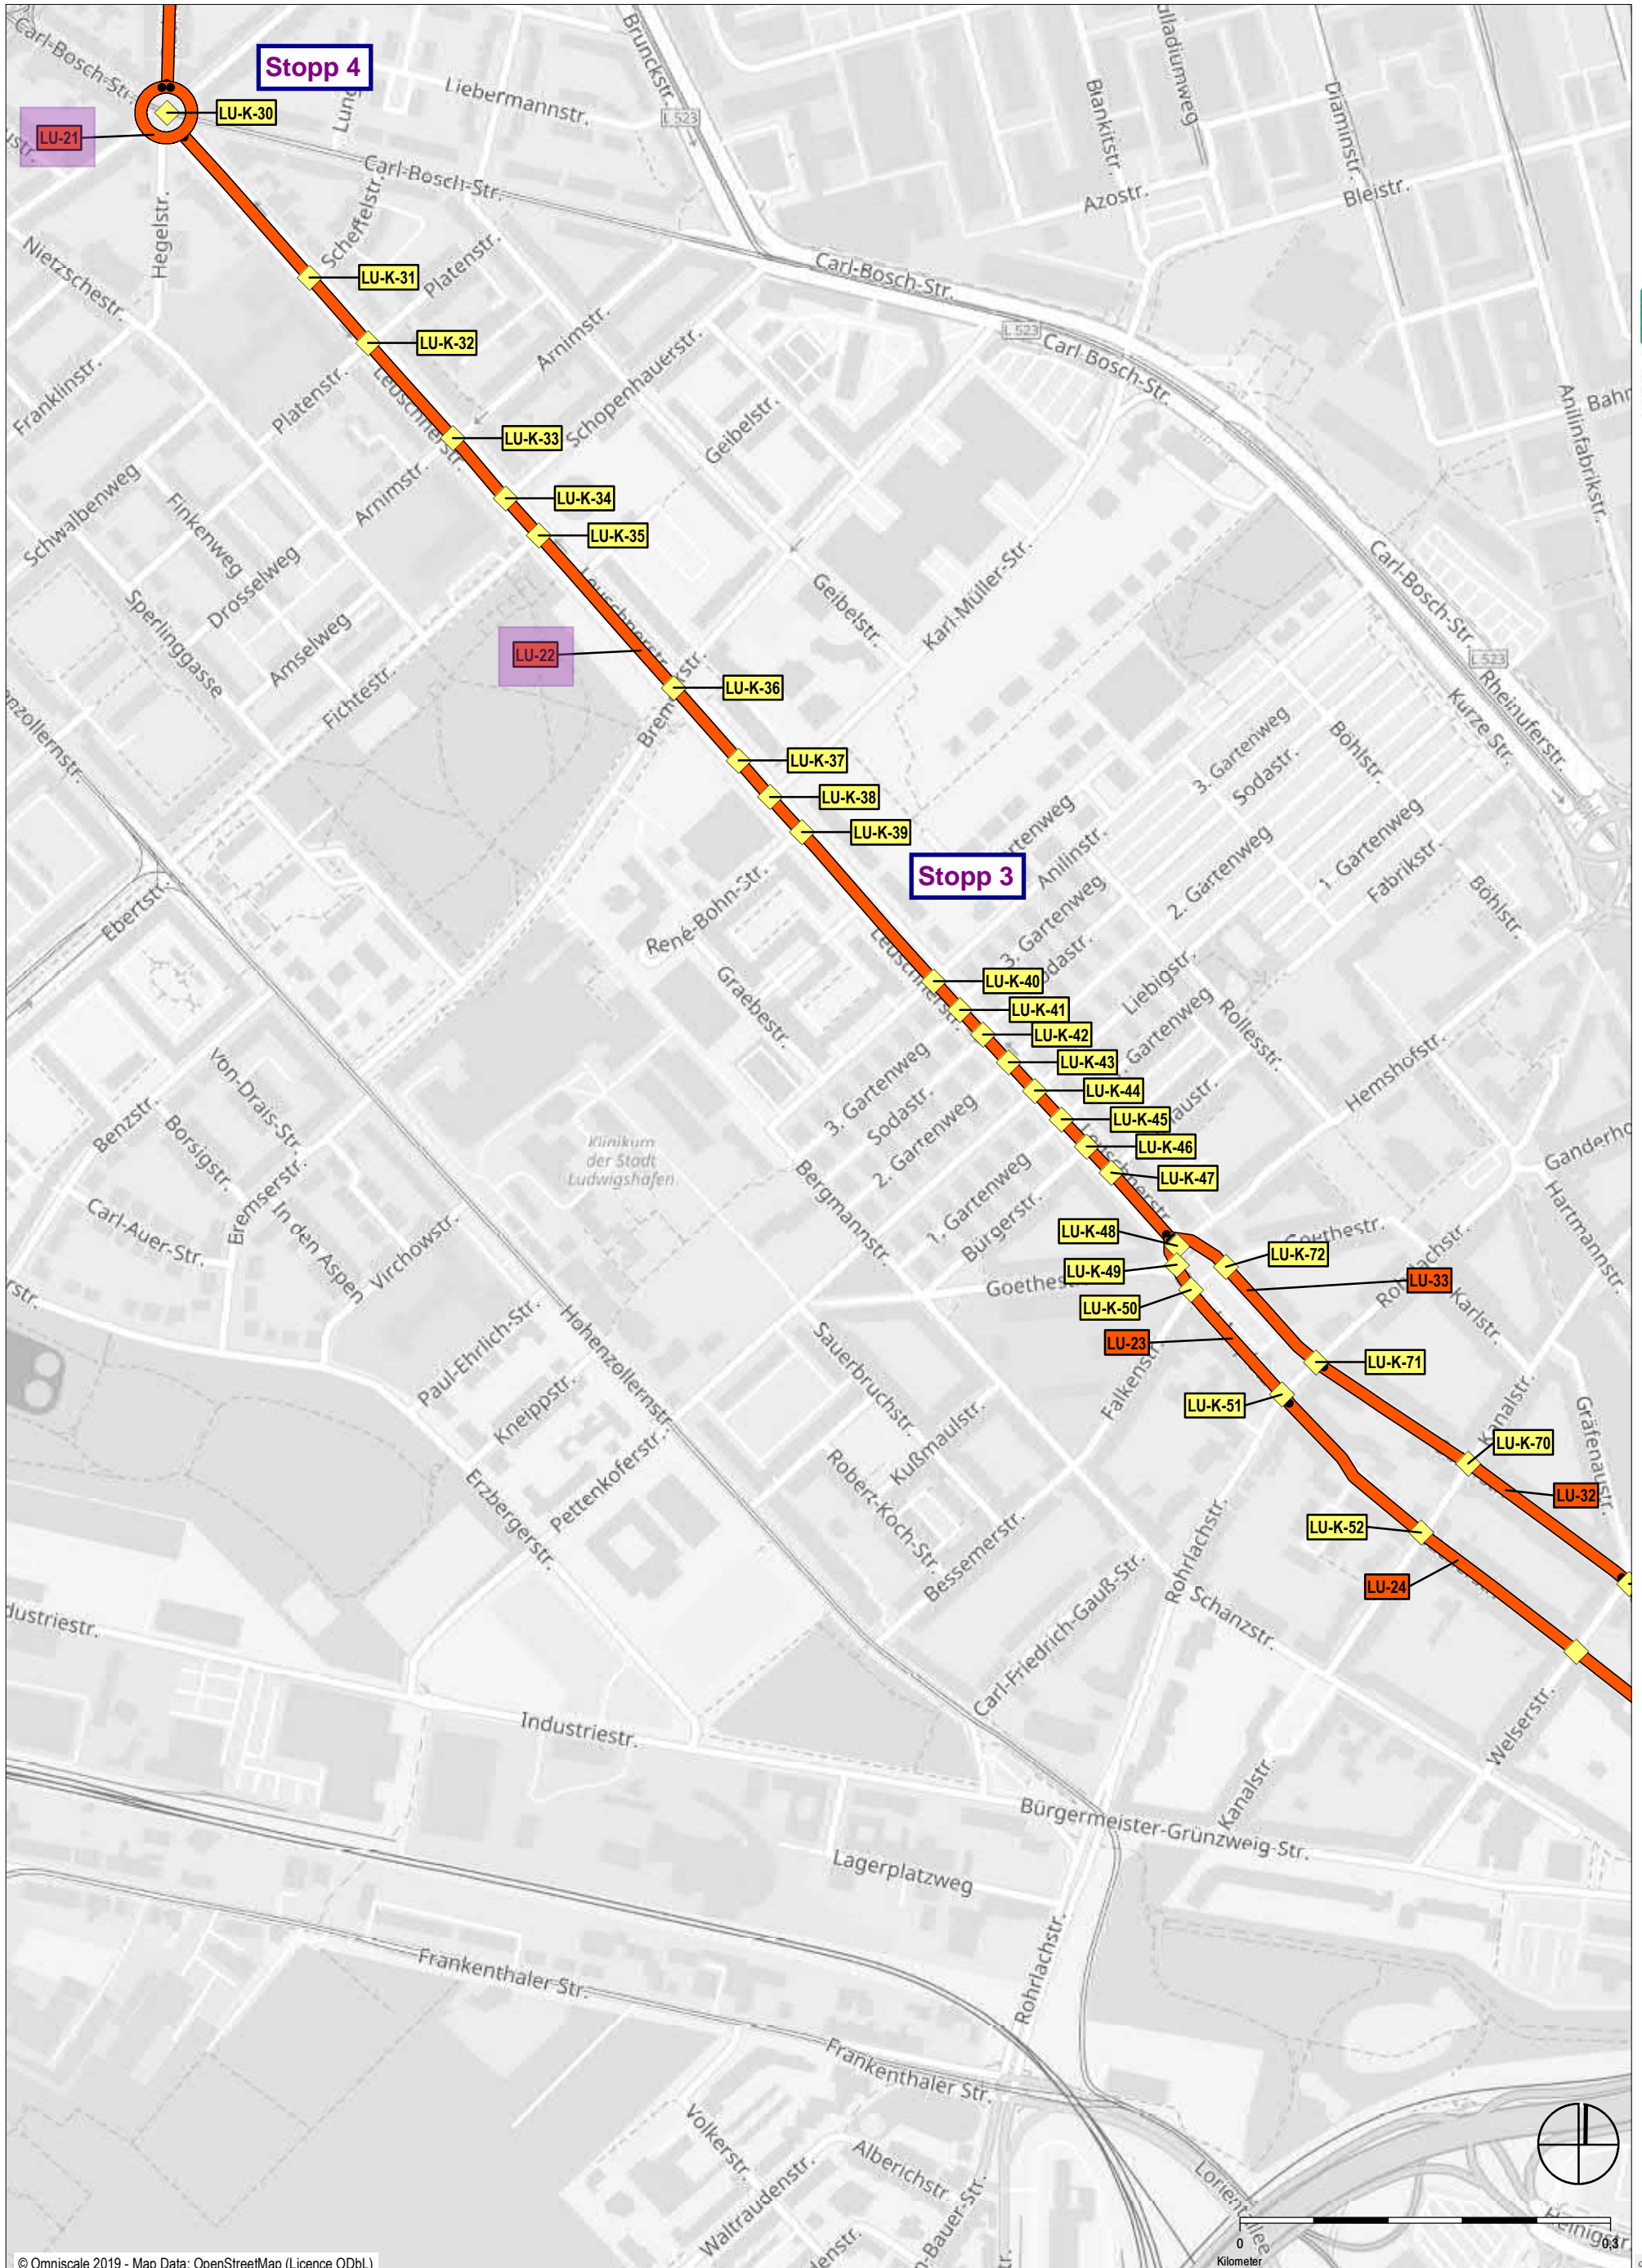 Carl-Bosch-Str.
Stopp 4
Brunckstr.
Liebermannstr.
L 523
Blankitstr.
Diaminstr.
LU-K-30
LU-21
Carl-Bosch-Str.
Azostr.
Bleistr.
Hegelstr.
Scheffelstr.
Nietzschestr.
Platenstr.
LU-K-31
Carl-Bosch-Str.
L 523
Carl-Bosch-Str.
LU-K-32
Arnimstr.
Franklinstr.
Platenstr.
Leuschnerstr.
Schopenhauerstr.
Geibelstr.
Anilinfabrikstr.
LU-K-33
Schwalbenweg
Finkenweg
Arnimstr.
LU-K-34
LU-K-35
Drosselweg
Sperlinggasse
Amselweg
Fichtestr.
Leuschnerstr.
Geibelstr.
Karl-Müller-Str.
Carl-Bosch-Str.
L 523
Rheinuferstr.
LU-22
LU-K-36
Kurze Str.
Böhlstr.
3. Gartenweg
Sodastr.
LU-K-37
LU-K-38
LU-K-39
Stopp 3
Anilinstr.
3. Gartenweg
2. Gartenweg
1. Gartenweg
Fabrikstr.
Böhlstr.
Ebertstr.
René-Bohn-Str.
Graebestr.
LU-K-40
LU-K-41
LU-K-42
LU-K-43
LU-K-44
LU-K-45
LU-K-46
LU-K-47
Liebigstr.
Gartenweg
Rollesstr.
Hemshofstr.
Von-Drais-Str.
Benzstr.
Borsigstr.
Bremserstr.
In den Aspen
Carl-Auer-Str.
Virchowstr.
Klinikum
der Stadt
Ludwigshafen
3. Gartenweg
Sodastr.
2. Gartenweg
1. Gartenweg
Bürgerstr.
Bergmannstr.
Leuschnerstr.
Hartmannstr.
LU-K-48
LU-K-49
LU-K-50
LU-K-72
Goethestr.
LU-33
Rohrlachstr.
Karlstr.
LU-23
Hohenzollernstr.
Paul-Ehrlich-Str.
Kneippstr.
Sauerbruchstr.
Kußmaulstr.
LU-K-71
LU-K-51
Kanalstr.
Gräfenaustr.
LU-K-70
LU-32
Pettenkoferstr.
Erzbergerstr.
Robert-Koch-Str.
Bessemerstr.
Rohrlachstr.
LU-K-52
LU-24
Carl-Friedrich-Gauß-Str.
Schanzstr.
Industriestr.
Welserstr.
Kanalstr.
Bürgermeister-Grünzweig-Str.
Lagerplatzweg
Rohrlachstr.
Frankenthaler Str.
Frankenthaler Str.
Volkerstr.
Waltraudenstr.
Alberichstr.
0
0,3
Kilometer
© Omniscale 2019 - Map Data: OpenStreetMap (Licence ODbL)